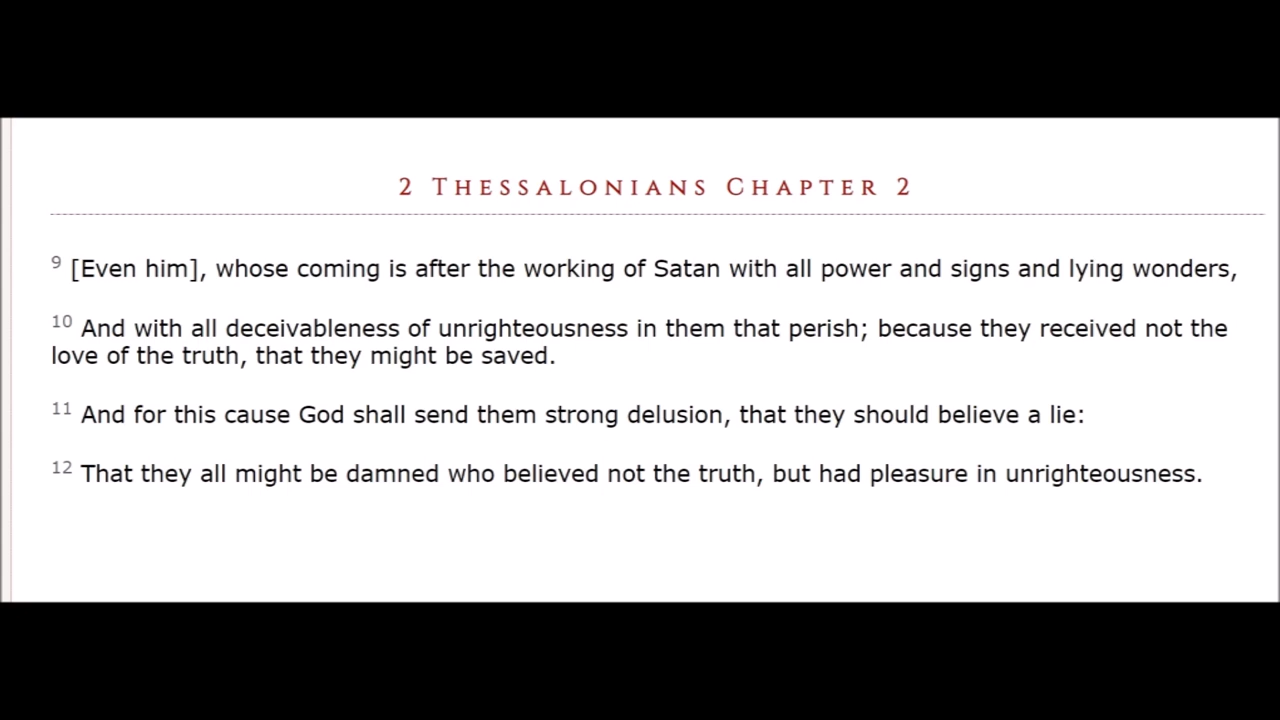 2 Thessalonians Chapter 2
9 [Even him], whose coming is after the working of Satan with all power and signs and lying wonders,
10 And with all deceivableness of unrighteousness in them that perish; because they received not the
love of the truth, that they might be saved.
11 And for this cause God shall send them strong delusion, that they should believe a lie:
12 That they all might be damned who believed not the truth, but had pleasure in unrighteousness.